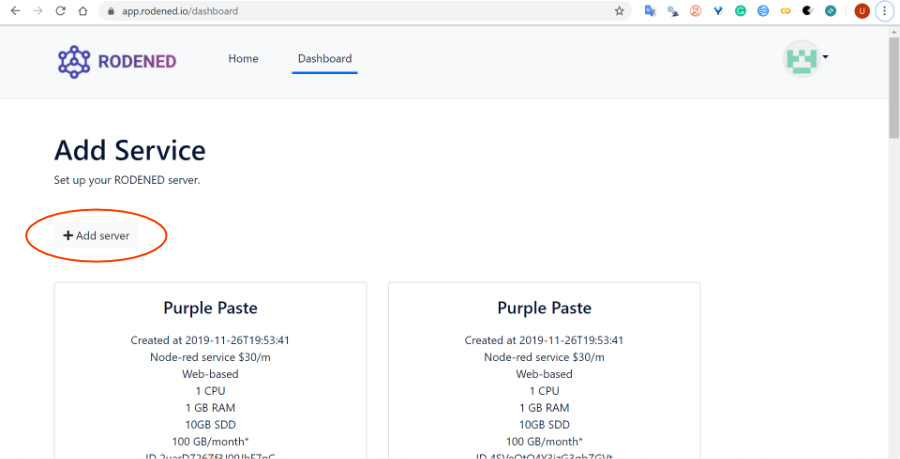 app.rodened.io/dashboard
U
RODENED
Home
Dashboard
Add Service
Set up your RODENED server.
+ Add server
Purple Paste
Created at 2019-11-26T19:53:41
Node-red service $30/m
Web-based
1 CPU
1 GB RAM
10GB SDD
100 GB/month*
Purple Paste
Created at 2019-11-26T19:53:41
Node-red service $30/m
Web-based
1 CPU
1 GB RAM
10GB SDD
100 GB/month*